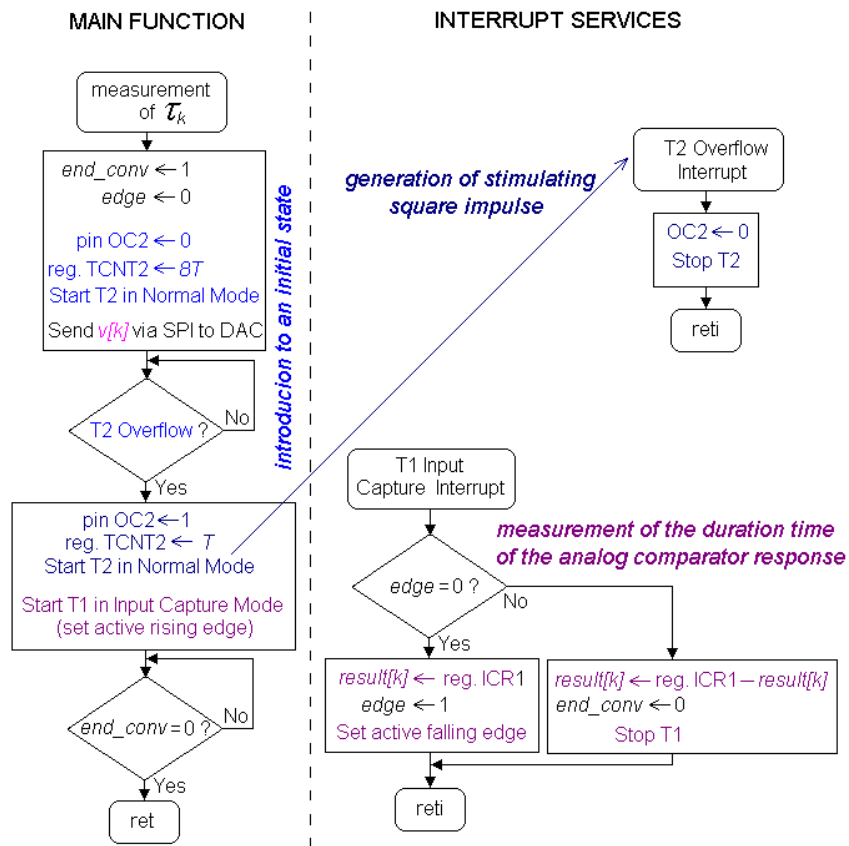 MAIN FUNCTION
INTERRUPT SERVICES
measurement
of τk
end_conv ← 1
edge ← 0
pin OC2 ← 0
reg. TCNT2 ← 8T
Start T2 in Normal Mode
Send v[k] via SPI to DAC
introducion to an initial state
T2 Overflow ?
No
Yes
pin OC2 ← 1
reg. TCNT2 ← T
Start T2 in Normal Mode
Start T1 in Input Capture Mode
(set active rising edge)
end_conv = 0 ?
No
Yes
ret
generation of stimulating
square impulse
T2 Overflow
Interrupt
OC2 ← 0
Stop T2
reti
T1 Input
Capture Interrupt
measurement of the duration time
of the analog comparator response
edge = 0 ?
No
Yes
result[k] ← reg. ICR1
edge ← 1
Set active falling edge
result[k] ← reg. ICR1 – result[k]
end_conv ← 0
Stop T1
reti